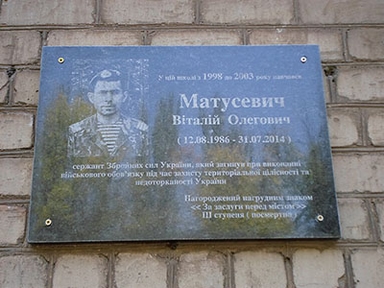 У цій школі з 1998 по 2003 роки навчався
Матусевич
Віталій Олегович
( 12.08.1986 - 31.07.2014 )
сержант Збройних сил України, який загинув при виконанні
військового обов'язку під час захисту територіальної цілісності та
недоторканості України
Нагороджений нагрудним знаком
<< За заслуги перед містом >>
III ступеня ( посмертно )